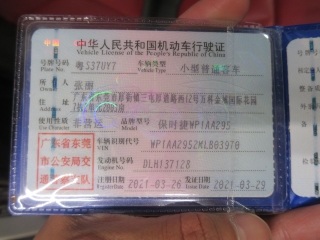 中华人民共和国机动车行驶证
Vehicle License of the People's Republic of China
号牌号码 Plate No. 粤S37UY7 车辆类型 Vehicle Type 小型普通客车
所有人 Owner
住址 Address
使用性质 Use Character 非营运 品牌型号 Model 保时捷WP1AA295
广东省东莞
市公安局交
通警察支队
车辆识别代号 VIN WP1AA2952MLB03970
发动机号码 Engine No. DLH137128
注册日期 Register Date 2021-03-26 发证日期 Issue Date 2021-03-29